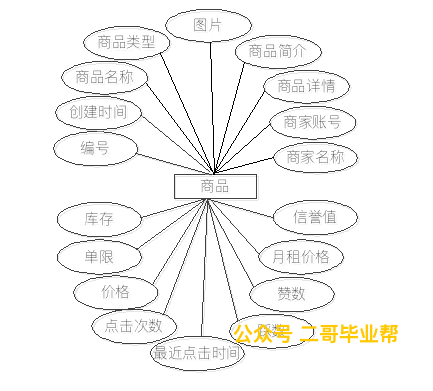 图片
商品类型
商品简介
商品名称
商品详情
创建时间
商家账号
编号
商家名称
商品
库存
信誉值
单限
月租价格
价格
赞数
点击次数
公众号 二哥毕业帮
最近点击时间